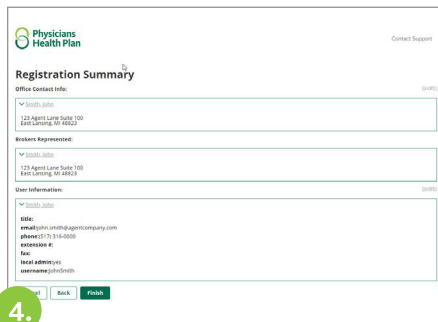 Physicians
Health Plan
Contact Support
Registration Summary
Office Contact Info:
Smith, John
123 Agent Lane Suite 100
East Lansing, MI 48823
Brokers Represented:
Smith, John
123 Agent Lane Suite 100
East Lansing, MI 48823
User Information:
Smith, John
title:
email:john.smith@agentcompany.com
phone:(517) 316-0000
extension #:
fax:
local admin:yes
username:JohnSmith
Back Finish
4.